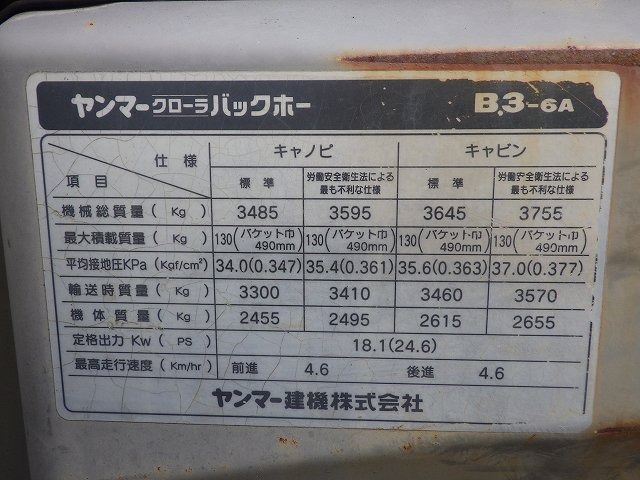 ヤンマークローラバックホー B3-6A
仕様 キャノピ キャビン
項目 標準 労働安全衛生法による最も不利な仕様 標準 労働安全衛生法による最も不利な仕様
機械総質量(Kg) 3485 3595 3645 3755
最大積載質量(Kg) 130(バケット巾490mm) 130(バケット巾490mm) 130(バケット巾490mm) 130(バケット巾490mm)
平均接地圧KPa(Kgf/cm²) 34.0(0.347) 35.4(0.361) 35.6(0.363) 37.0(0.377)
輸送時質量(Kg) 3300 3410 3460 3570
機体質量(Kg) 2455 2495 2615 2655
定格出力Kw(PS) 18.1(24.6)
最高走行速度(Km/hr) 前進 4.6 後進 4.6
ヤンマー建機株式会社